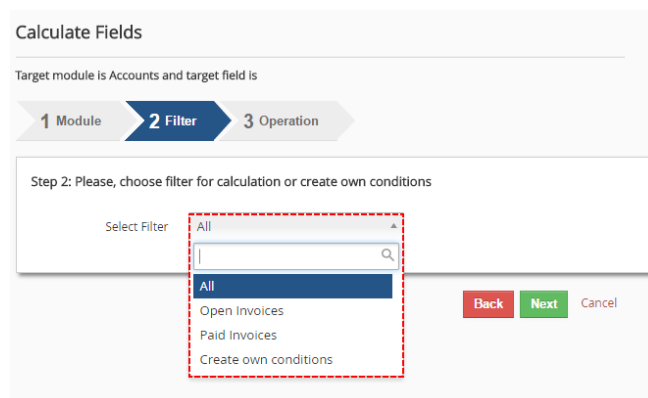 Calculate Fields
Target module is Accounts and target field is
1 Module 2 Filter 3 Operation
Step 2: Please, choose filter for calculation or create own conditions
Select Filter All
All
Open Invoices
Paid Invoices
Create own conditions
Back Next Cancel